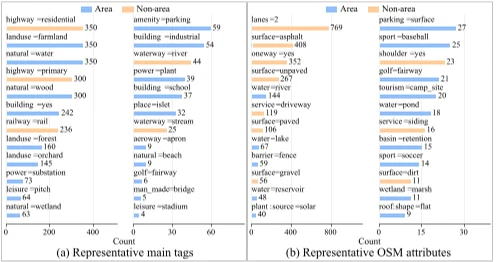 Area Non-area
highway =residential
350
landuse =farmland
350
natural =water
350
highway =primary
300
natural =wood
300
building =yes
242
railway =rail
236
landuse =forest
160
landuse =orchard
145
power =substation
73
leisure =pitch
64
natural =wetland
63
0 200 400
amenity =parking
59
building =industrial
54
waterway =river
44
power =plant
39
building =school
37
place =islet
32
waterway =stream
25
aeroway =apron
9
natural =beach
9
golf =fairway
6
man_made =bridge
5
leisure =stadium
4
0 30 60
Count
(a) Representative main tags
Area Non-area
lanes =2
769
surface =asphalt
408
oneway =yes
352
surface =unpaved
267
water =river
144
service =driveway
119
surface =paved
106
water =lake
67
barrier =fence
59
surface =gravel
56
water =reservoir
48
plant:source =solar
40
0 400 800
parking =surface
27
sport =baseball
25
shoulder =yes
23
golf =fairway
21
tourism =camp_site
20
water =pond
18
service =siding
16
basin =retention
15
sport =soccer
14
surface =dirt
11
wetland =marsh
11
roof:shape =flat
9
0 15 30
Count
(b) Representative OSM attributes